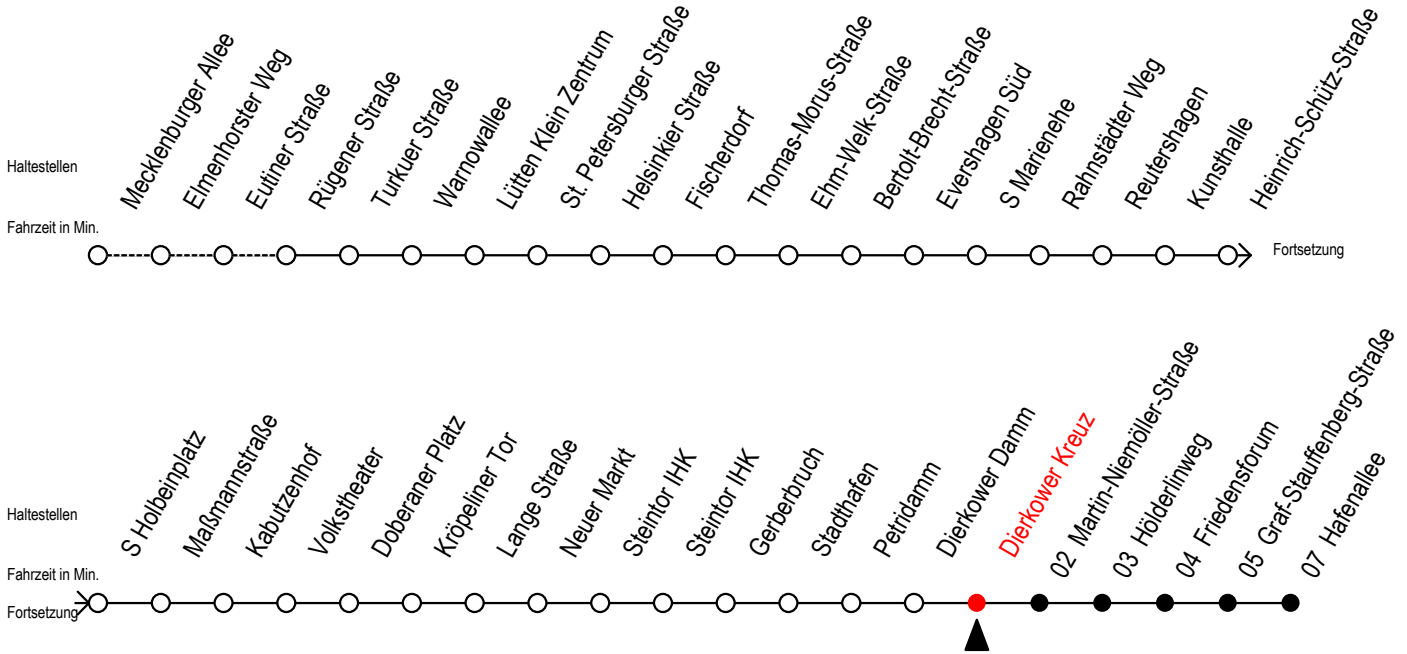 Haltestellen
Mecklenburger Allee
Elmenhorster Weg
Eutiner Straße
Rügener Straße
Turkuer Straße
Warnowallee
Lütten Klein Zentrum
St. Petersburger Straße
Helsinkier Straße
Fischerdorf
Thomas-Morus-Straße
Ehm-Welk-Straße
Bertolt-Brecht-Straße
Evershagen Süd
S Marienehe
Rahnstädter Weg
Reutershagen
Kunsthalle
Heinrich-Schütz-Straße
Fahrzeit in Min.
Fortsetzung
Haltestellen
S Holbeinplatz
Maßmannstraße
Kabutzenhof
Volkstheater
Doberaner Platz
Kröpeliner Tor
Lange Straße
Neuer Markt
Steintor IHK
Steintor IHK
Gerberbruch
Stadthafen
Petridamm
Dierkower Damm
Dierkower Kreuz
02 Martin-Niemöller-Straße
03 Hölderlinweg
04 Friedensforum
05 Graf-Stauffenberg-Straße
07 Hafenallee
Fahrzeit in Min.
Fortsetzung